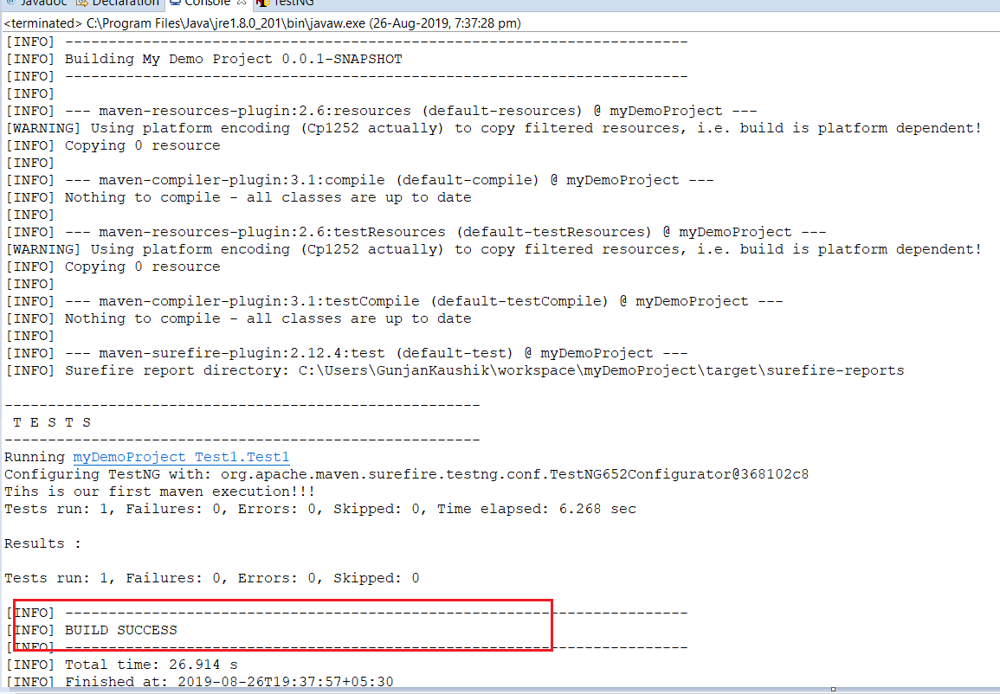 Javadoc Declaration Console TestNG
<terminated> C:\Program Files\Java\jre1.8.0_201\bin\javaw.exe (26-Aug-2019, 7:37:28 pm)
[INFO] ------------------------------------------------------------------------
[INFO] Building My Demo Project 0.0.1-SNAPSHOT
[INFO] ------------------------------------------------------------------------
[INFO]
[INFO] --- maven-resources-plugin:2.6:resources (default-resources) @ myDemoProject ---
[WARNING] Using platform encoding (Cp1252 actually) to copy filtered resources, i.e. build is platform dependent!
[INFO] Copying 0 resource
[INFO]
[INFO] --- maven-compiler-plugin:3.1:compile (default-compile) @ myDemoProject ---
[INFO] Nothing to compile - all classes are up to date
[INFO]
[INFO] --- maven-resources-plugin:2.6:testResources (default-testResources) @ myDemoProject ---
[WARNING] Using platform encoding (Cp1252 actually) to copy filtered resources, i.e. build is platform dependent!
[INFO] Copying 0 resource
[INFO]
[INFO] --- maven-compiler-plugin:3.1:testCompile (default-testCompile) @ myDemoProject ---
[INFO] Nothing to compile - all classes are up to date
[INFO]
[INFO] --- maven-surefire-plugin:2.12.4:test (default-test) @ myDemoProject ---
[INFO] Surefire report directory: C:\Users\GunjanKaushik\workspace\myDemoProject\target\surefire-reports
-------------------------------------------------------
T E S T S
-------------------------------------------------------
Running myDemoProject_Test1.Test1
Configuring TestNG with: org.apache.maven.surefire.testng.conf.TestNG652Configurator@368102c8
Tihs is our first maven execution!!!
Tests run: 1, Failures: 0, Errors: 0, Skipped: 0, Time elapsed: 6.268 sec
Results :
Tests run: 1, Failures: 0, Errors: 0, Skipped: 0
[INFO] ------------------------------------------------------------------------
[INFO] BUILD SUCCESS
[INFO] ------------------------------------------------------------------------
[INFO] Total time: 26.914 s
[INFO] Finished at: 2019-08-26T19:37:57+05:30